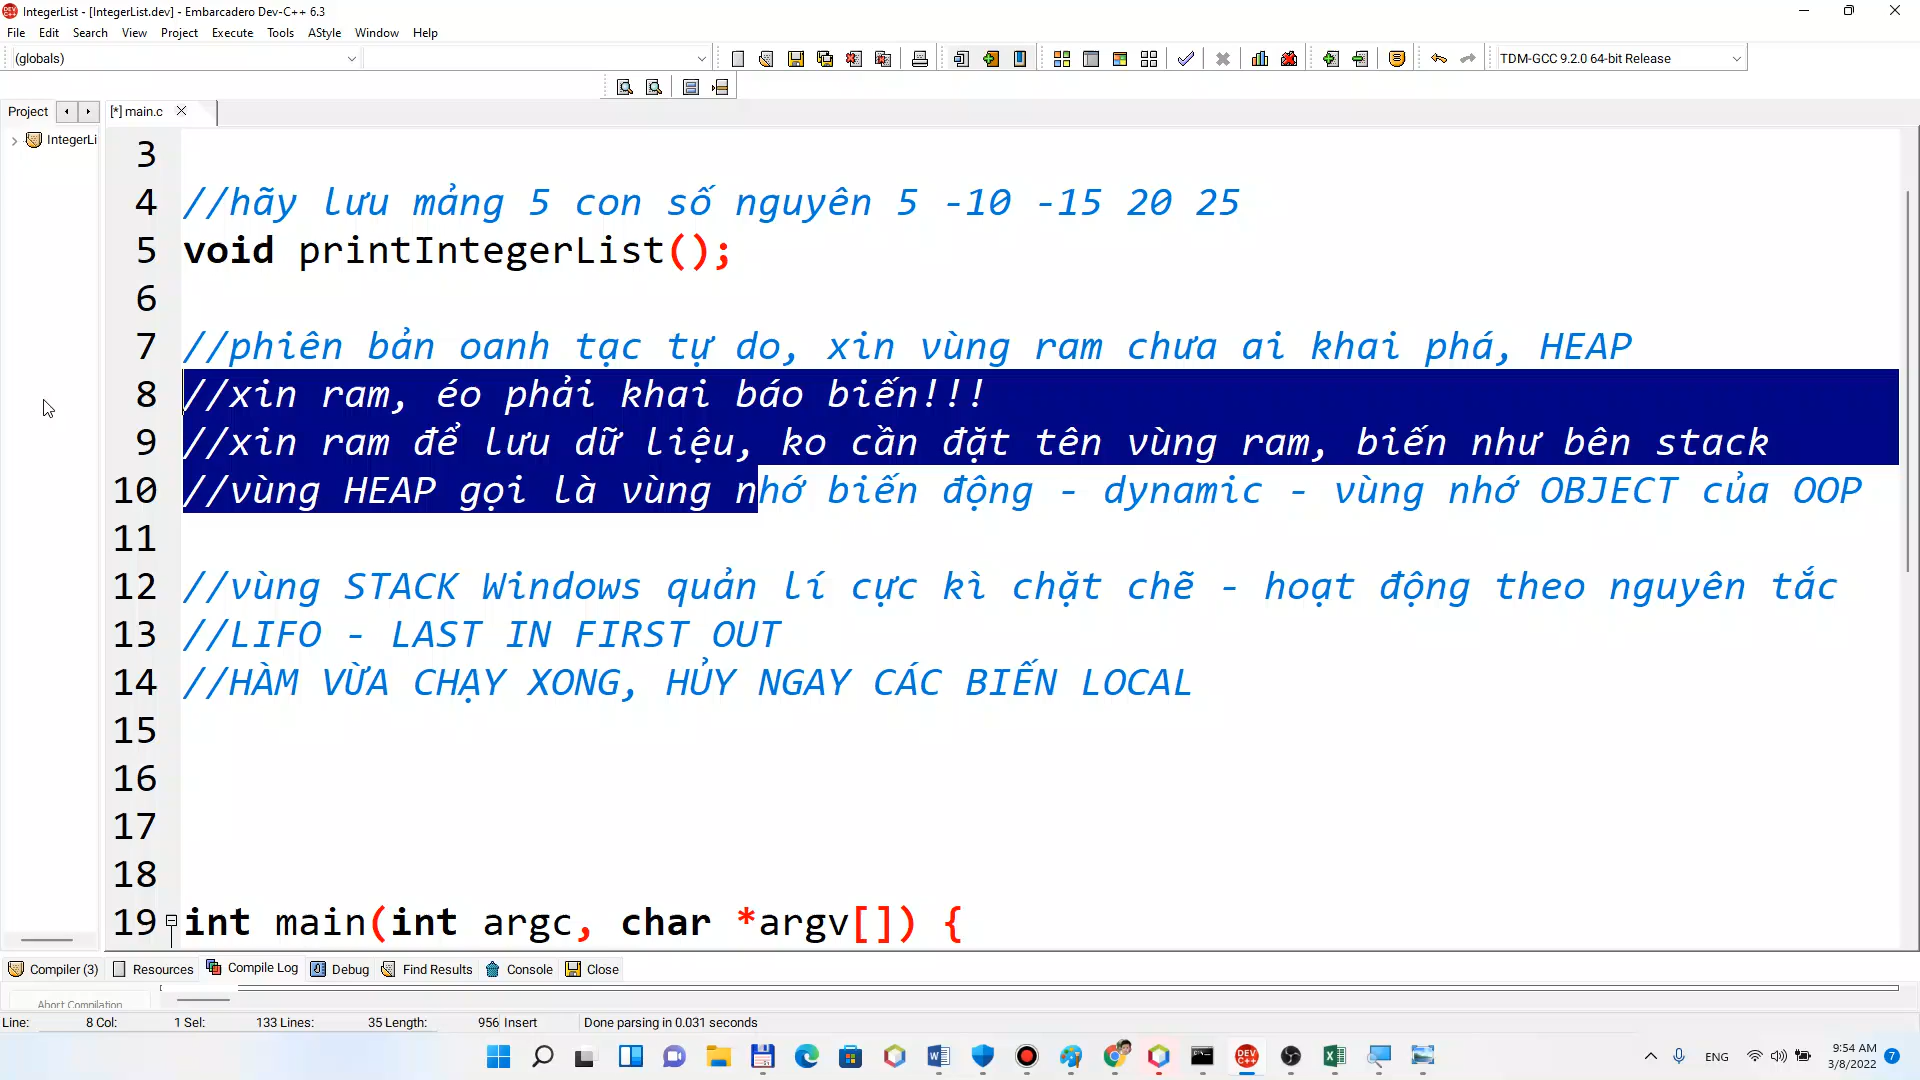 IntegerList - [IntegerList.dev] - Embarcadero Dev-C++ 6.3
File Edit Search View Project Execute Tools AStyle Window Help
(globals)
TDM-GCC 9.2.0 64-bit Release
Project
[*] main.c
IntegerLi
3
4 //hãy lưu mảng 5 con số nguyên 5 -10 -15 20 25
5 void printIntegerList();
6
7 //phiên bản oanh tạc tự do, xin vùng ram chưa ai khai phá, HEAP
8 //xin ram, éo phải khai báo biến!!!
9 //xin ram để lưu dữ liệu, ko cần đặt tên vùng ram, biến như bên stack
10 //vùng HEAP gọi là vùng nhớ biến động - dynamic - vùng nhớ OBJECT của OOP
11
12 //vùng STACK Windows quản lí cực kì chặt chẽ - hoạt động theo nguyên tắc
13 //LIFO - LAST IN FIRST OUT
14 //HÀM VỪA CHẠY XONG, HỦY NGAY CÁC BIẾN LOCAL
15
16
17
18
19 int main(int argc, char *argv[]) {
Compiler (3) Resources Compile Log Debug Find Results Console Close
Abort Compilation
Line: 8 Col: 1 Sel: 133 Lines: 35 Length: 956 Insert Done parsing in 0.031 seconds
DEV C++
ENG
9:54 AM
3/8/2022
7